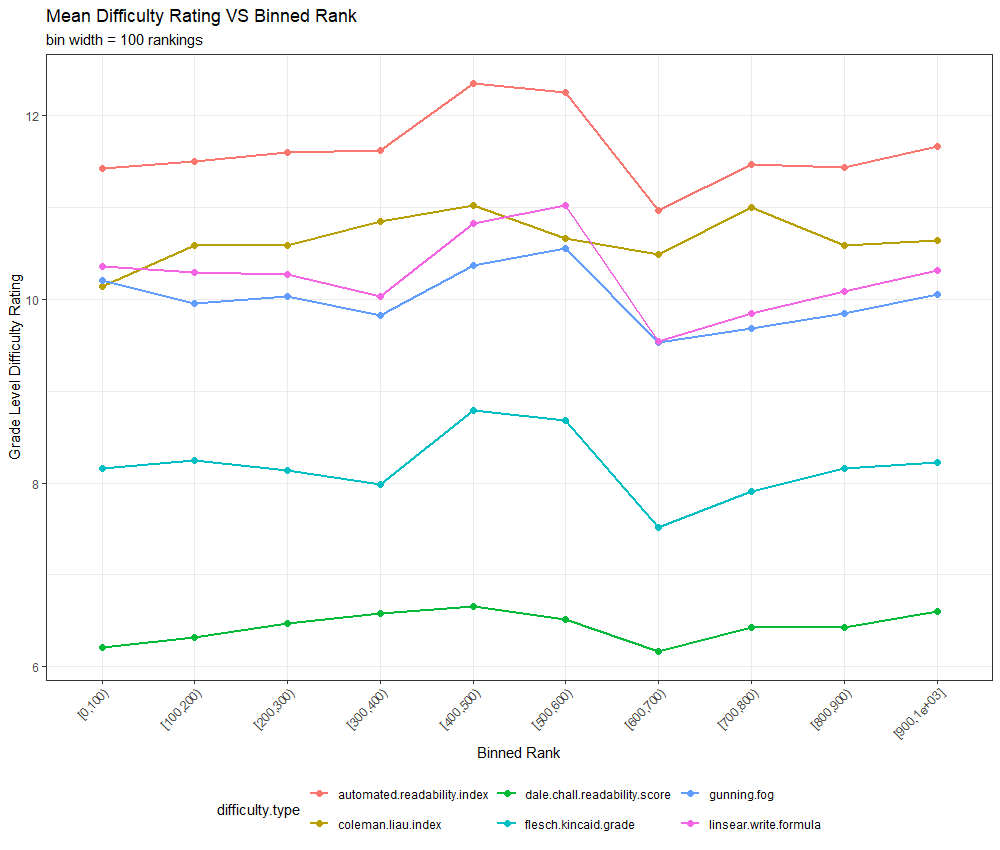 Mean Difficulty Rating VS Binned Rank
bin width = 100 rankings
Grade Level Difficulty Rating
12
10
8
6
[0,100)
[100,200)
[200,300)
[300,400)
[400,500)
[500,600)
[600,700)
[700,800)
[800,900)
[900,1e+03]
Binned Rank
difficulty.type
automated.readability.index
dale.chall.readability.score
gunning.fog
coleman.liau.index
flesch.kincaid.grade
linsear.write.formula